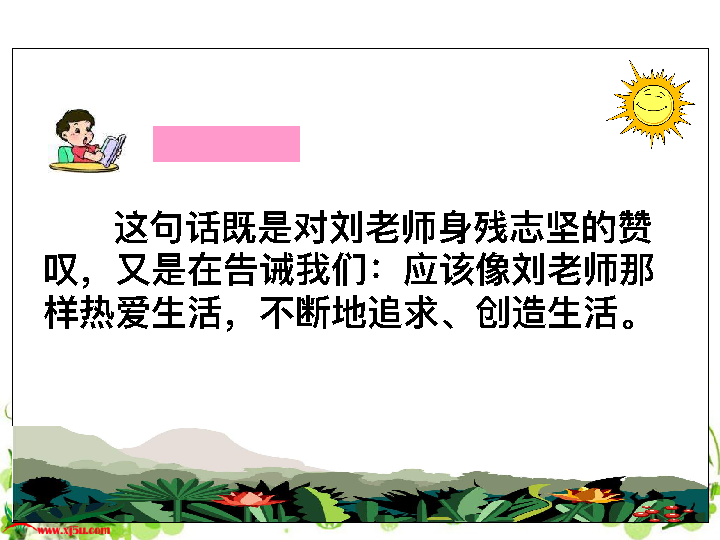 这句话既是对刘老师身残志坚的赞
叹，又是在告诫我们：应该像刘老师那
样热爱生活，不断地追求、创造生活。
www.xj5u.com